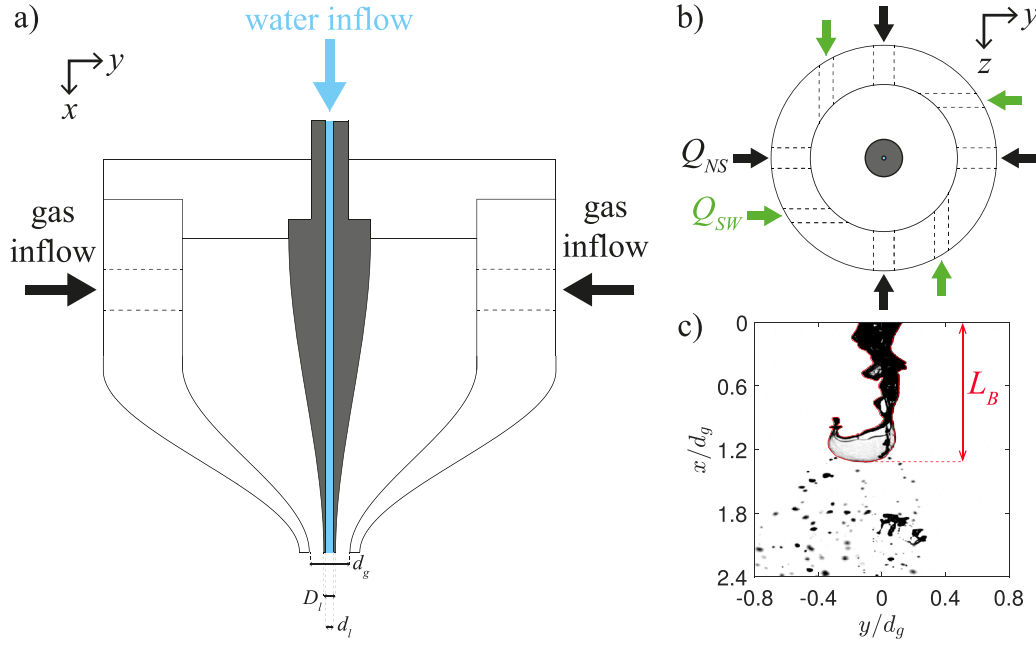 a)
water inflow
y
x
gas
inflow
gas
inflow
d_g
D_l
d_l
b)
y
z
Q_NS
Q_SW
c)
0
0.6
1.2
1.8
2.4
x/d_g
L_B
-0.8
-0.4
0
0.4
0.8
y/d_g